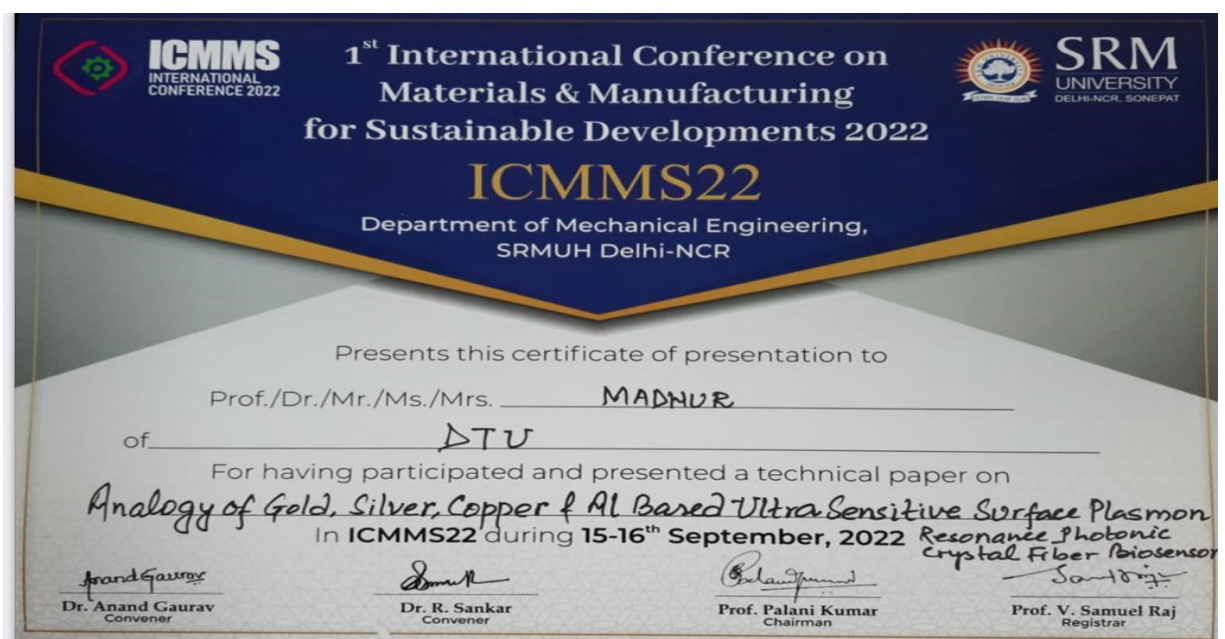 ICMMS
INTERNATIONAL
CONFERENCE 2022
1st International Conference on
Materials & Manufacturing
for Sustainable Developments 2022
SRM
UNIVERSITY
DELHI-NCR, SONEPAT
ICMMS22
Department of Mechanical Engineering,
SRMUH Delhi-NCR
Presents this certificate of presentation to
Prof./Dr./Mr./Ms./Mrs. MADHUR
of DTU
For having participated and presented a technical paper on
Analogy of Gold, Silver, Copper & Al Based Ultra Sensitive Surface Plasmon
In ICMMS22 during 15-16th September, 2022 Resonance Photonic
Crystal Fiber Biosensor
Anand Gaurav
Dr. Anand Gaurav
Convener
Dr. R. Sankar
Convener
Prof. Palani Kumar
Chairman
Prof. V. Samuel Raj
Registrar